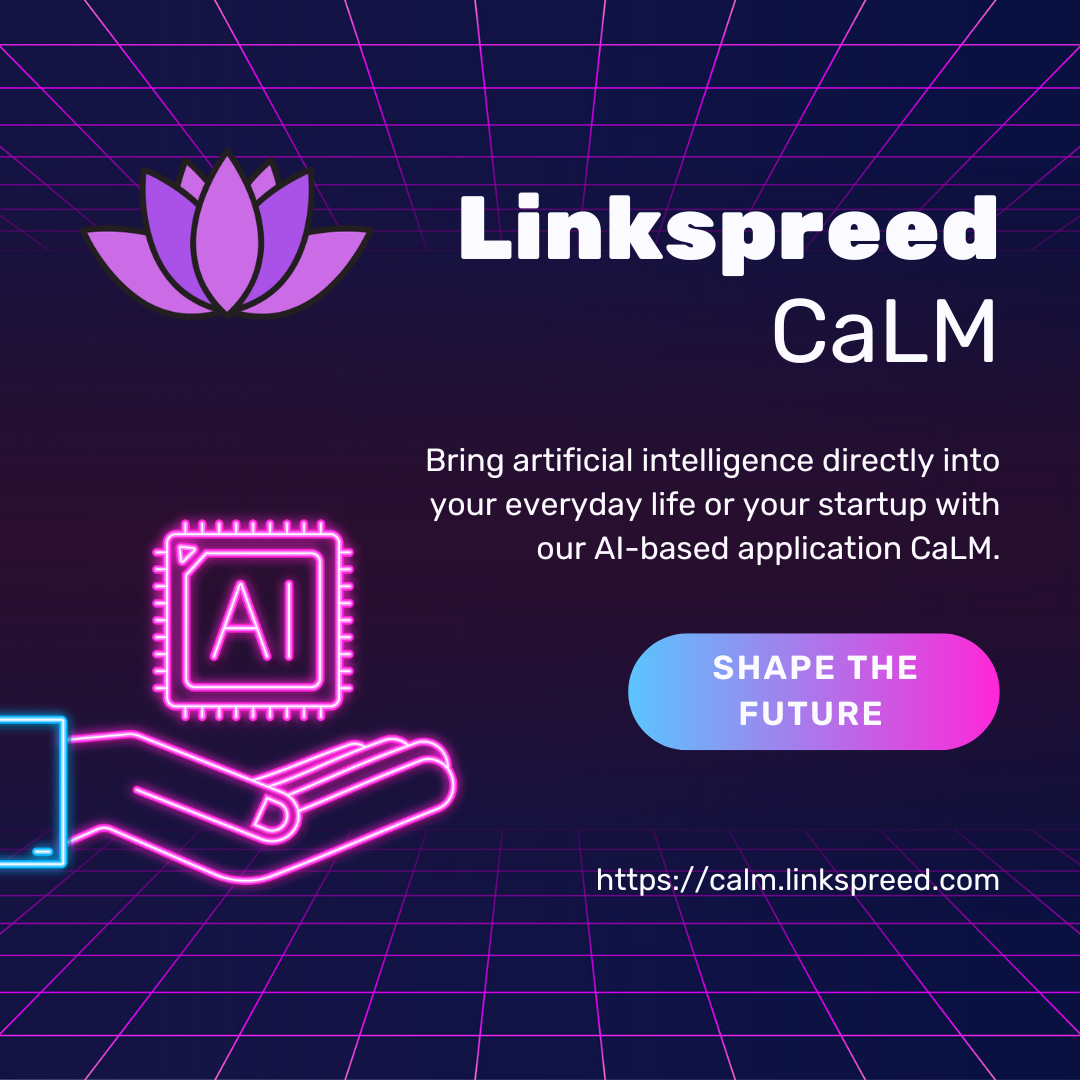 Linkspreed
CaLM
Bring artificial intelligence directly into
your everyday life or your startup with
our AI-based application CaLM.
AI
SHAPE THE
FUTURE
https://calm.linkspreed.com